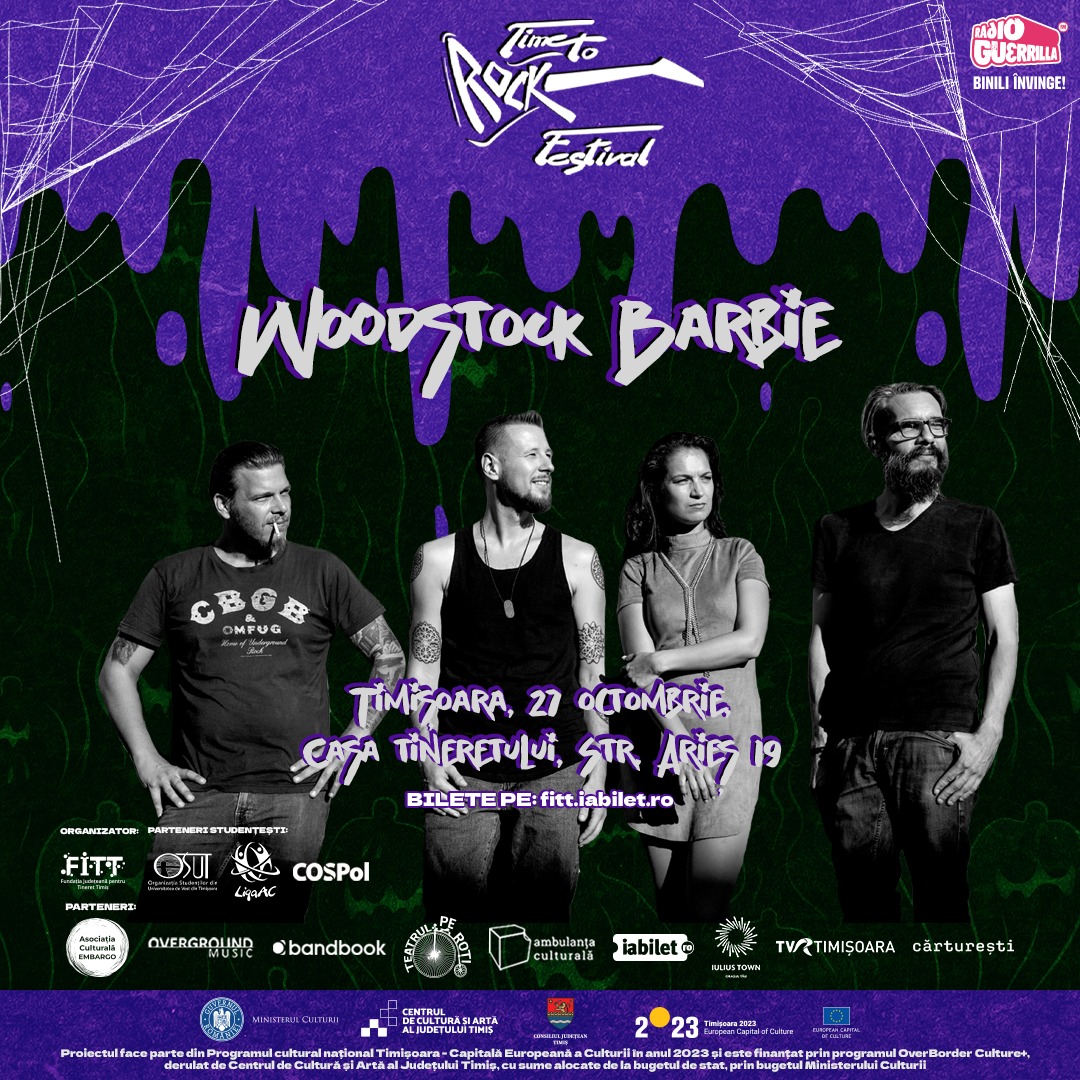 Time to
ROCK
Festival
RADIO
GUERRILLA
BINILI ÎNVINGE!
WOODSTOCK BARBIE
CBGB
&
OMFUG
Home of Underground
Rock
TIMIȘOARA, 27 OCTOMBRIE,
CASA TINERETULUI, STR. ARIEȘ 19
BILETE PE: fitt.iabilet.ro
ORGANIZATOR: PARTENERI STUDENȚEȘTI:
FITT
Fundația Județeană pentru
Tineret Timiș
OSUT
Organizația Studenților din
Universitatea de Vest din Timișoara
LigaAC
COSPol
PARTENERI:
Asociația
Culturală
EMBARGO
OVERGROUND
MUSIC
bandbook
TEATRUL PE ROȚI
ambulanța
culturală
iabilet.ro
IULIUS TOWN
TVR TIMIȘOARA
cărturești
GUVERNUL ROMÂNIEI
MINISTERUL CULTURII
CENTRUL
DE CULTURĂ ȘI ARTĂ
AL JUDEȚULUI TIMIȘ
CONSILIUL JUDEȚEAN
TIMIȘ
2023
Timișoara 2023
European Capital of Culture
EUROPEAN CAPITAL
OF CULTURE
Proiectul face parte din Programul cultural național Timișoara - Capitală Europeană a Culturii în anul 2023 și este finanțat prin programul OverBorder Culture+,
derulat de Centrul de Cultură și Artă al Județului Timiș, cu sume alocate de la bugetul de stat, prin bugetul Ministerului Culturii